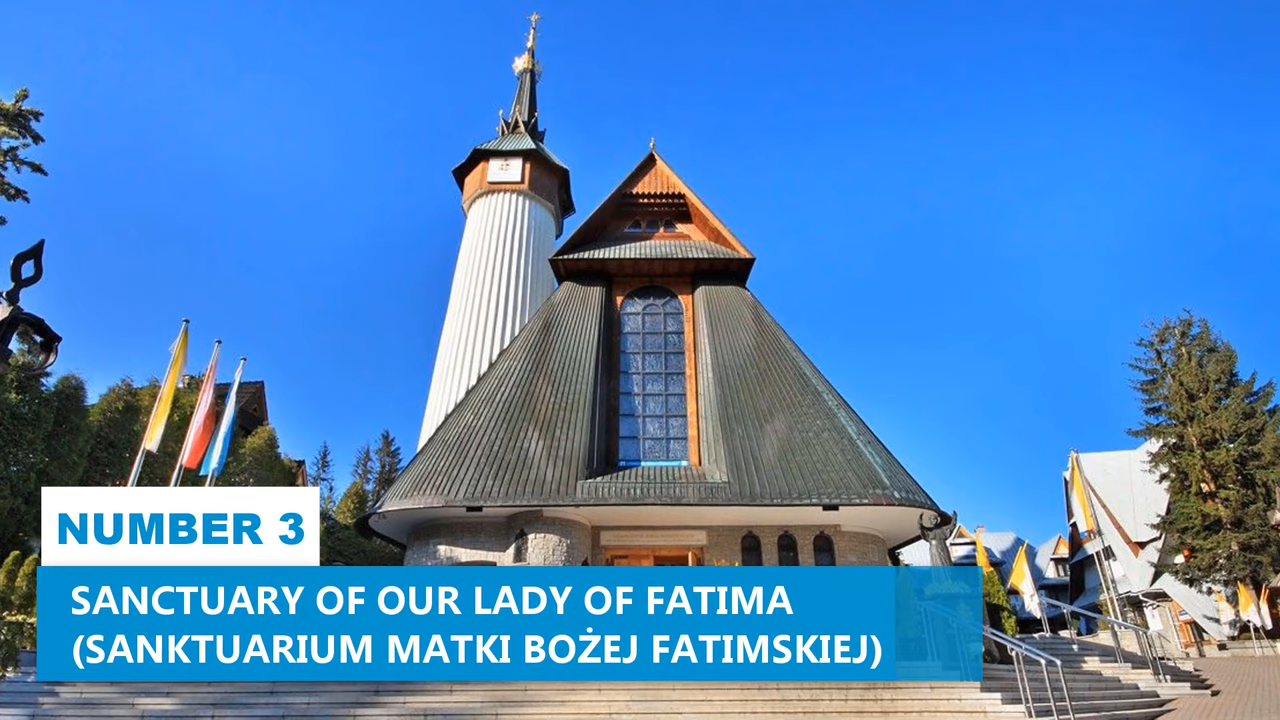 NUMBER 3
SANCTUARY OF OUR LADY OF FATIMA
(SANKTUARIUM MATKI BOŻEJ FATIMSKIEJ)